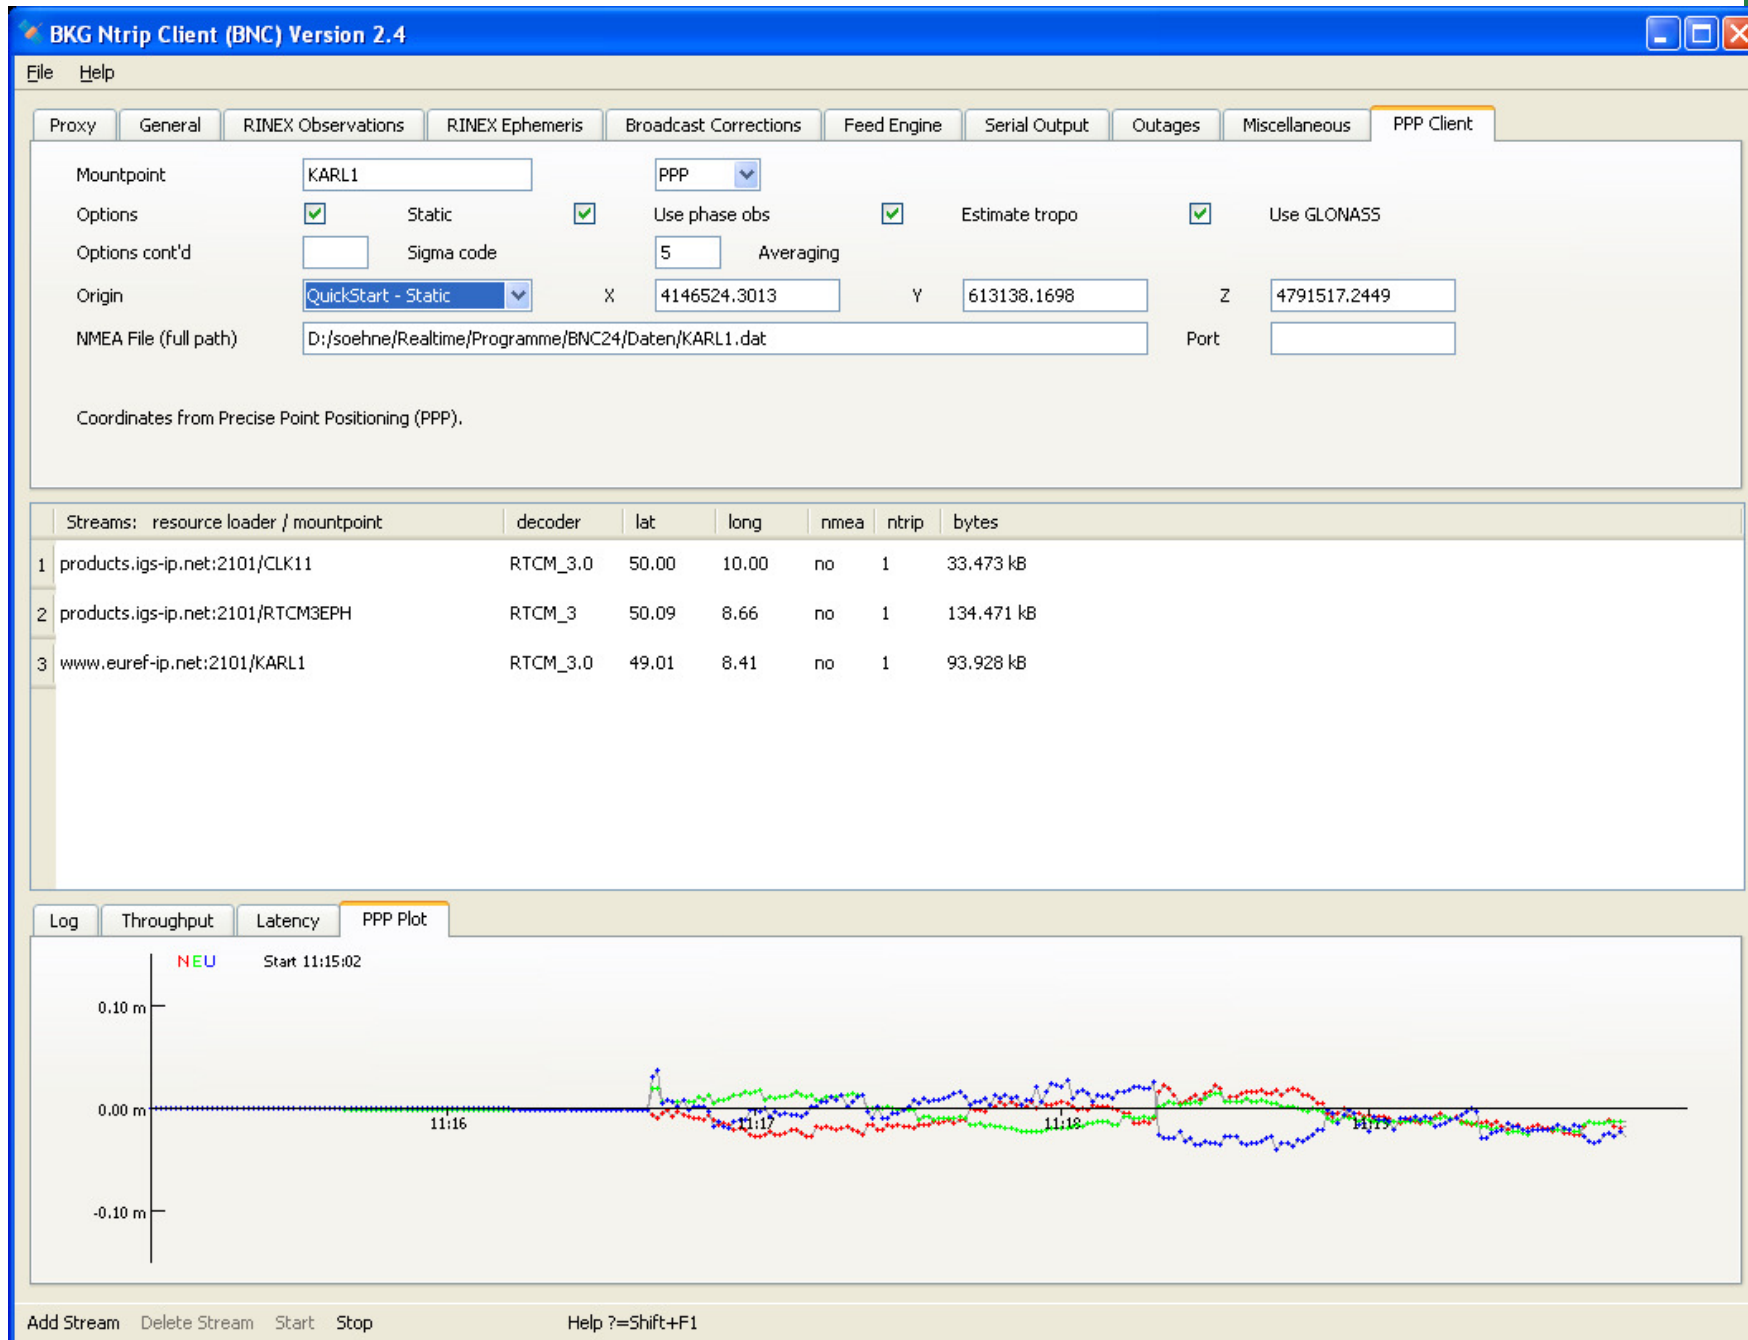 BKG Ntrip Client (BNC) Version 2.4
File Help
Proxy General RINEX Observations RINEX Ephemeris Broadcast Corrections Feed Engine Serial Output Outages Miscellaneous PPP Client
Mountpoint KARL1 PPP
Options Static Use phase obs Estimate tropo Use GLONASS
Options cont'd Sigma code 5 Averaging
Origin QuickStart - Static X 4146524.3013 Y 613138.1698 Z 4791517.2449
NMEA File (full path) D:/soehne/Realtime/Programme/BNC24/Daten/KARL1.dat Port
Coordinates from Precise Point Positioning (PPP).
Streams: resource loader / mountpoint decoder lat long nmea ntrip bytes
1 products.igs-ip.net:2101/CLK11 RTCM_3.0 50.00 10.00 no 1 33.473 kB
2 products.igs-ip.net:2101/RTCM3EPH RTCM_3 50.09 8.66 no 1 134.471 kB
3 www.euref-ip.net:2101/KARL1 RTCM_3.0 49.01 8.41 no 1 93.928 kB
Log Throughput Latency PPP Plot
NEU Start 11:15:02
0.10 m
0.00 m
11:16 11:17 11:18 11:19
-0.10 m
Add Stream Delete Stream Start Stop Help ?=Shift+F1